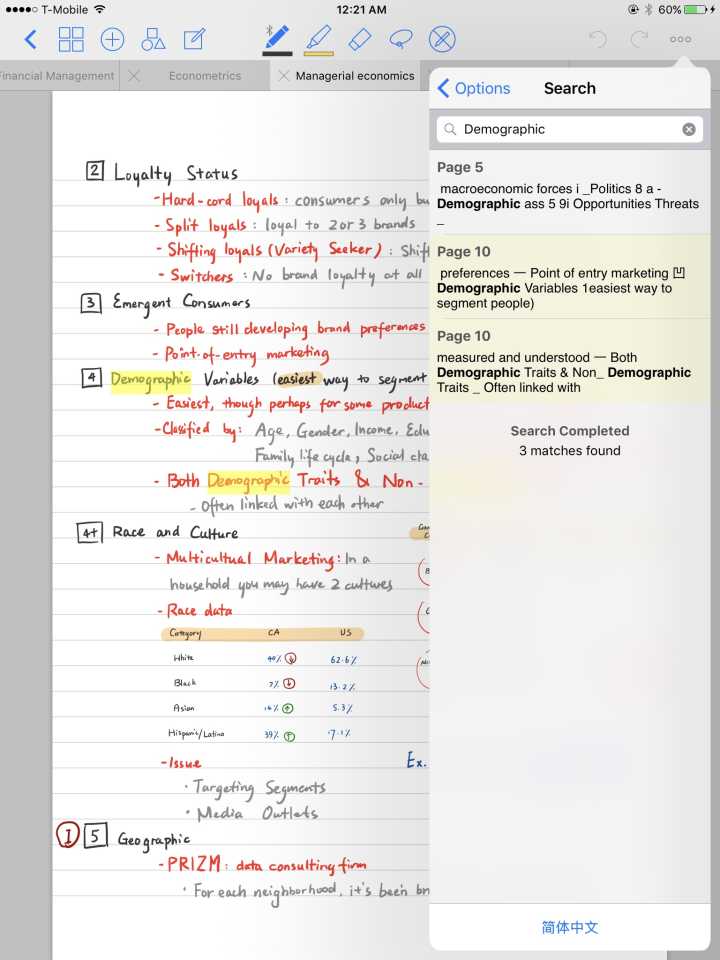 T-Mobile
12:21 AM
60%
Financial Management
Econometrics
Managerial economics
2 Loyalty Status
- Hard-cord loyals : consumers only bu
- Split loyals : loyal to 2 or 3 brands
- Shifting loyals (Variety Seeker) : Shif
- Switchers : No brand loyalty at all
3 Emergent Consumers
- People still developing brand preferences
- Point-of-entry marketing
4 Demographic Variables (easiest way to segment
- Easiest, though perhaps for some product
- Classified by : Age, Gender, Income, Edu
Family life cycle, Social cla
- Both Demographic Traits & Non -
- Often linked with each other
4+ Race and Culture
- Multicultual Marketing : In a
household you may have 2 cultures
- Race data
Category CA US
White 40% 62.6%
Black 7% 13.2%
Asian 14% 5.3%
Hispanic/Latino 39% 17.1%
- Issue
Ex.
· Targeting Segments
· Media Outlets
1 5 Geographic
- PRIZM : data consulting firm
· For each neighborhood, it's been br
Options
Search
Demographic
Page 5
macroeconomic forces i _Politics 8 a -
Demographic ass 5 9i Opportunities Threats
_
Page 10
preferences — Point of entry marketing 凹
Demographic Variables 1easiest way to
segment people)
Page 10
measured and understood — Both
Demographic Traits & Non_ Demographic
Traits _ Often linked with
Search Completed
3 matches found
简体中文